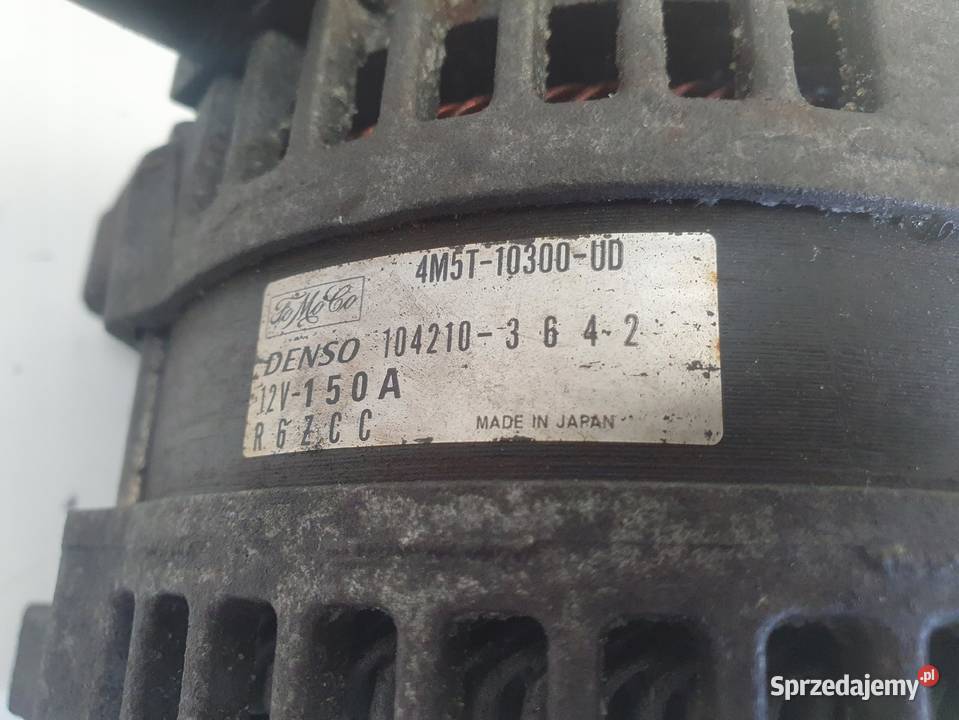 4M5T-10300-UD
FoMoCo
DENSO 104210-3642
12V-150A
R6ZCC MADE IN JAPAN
Sprzedajemy.pl